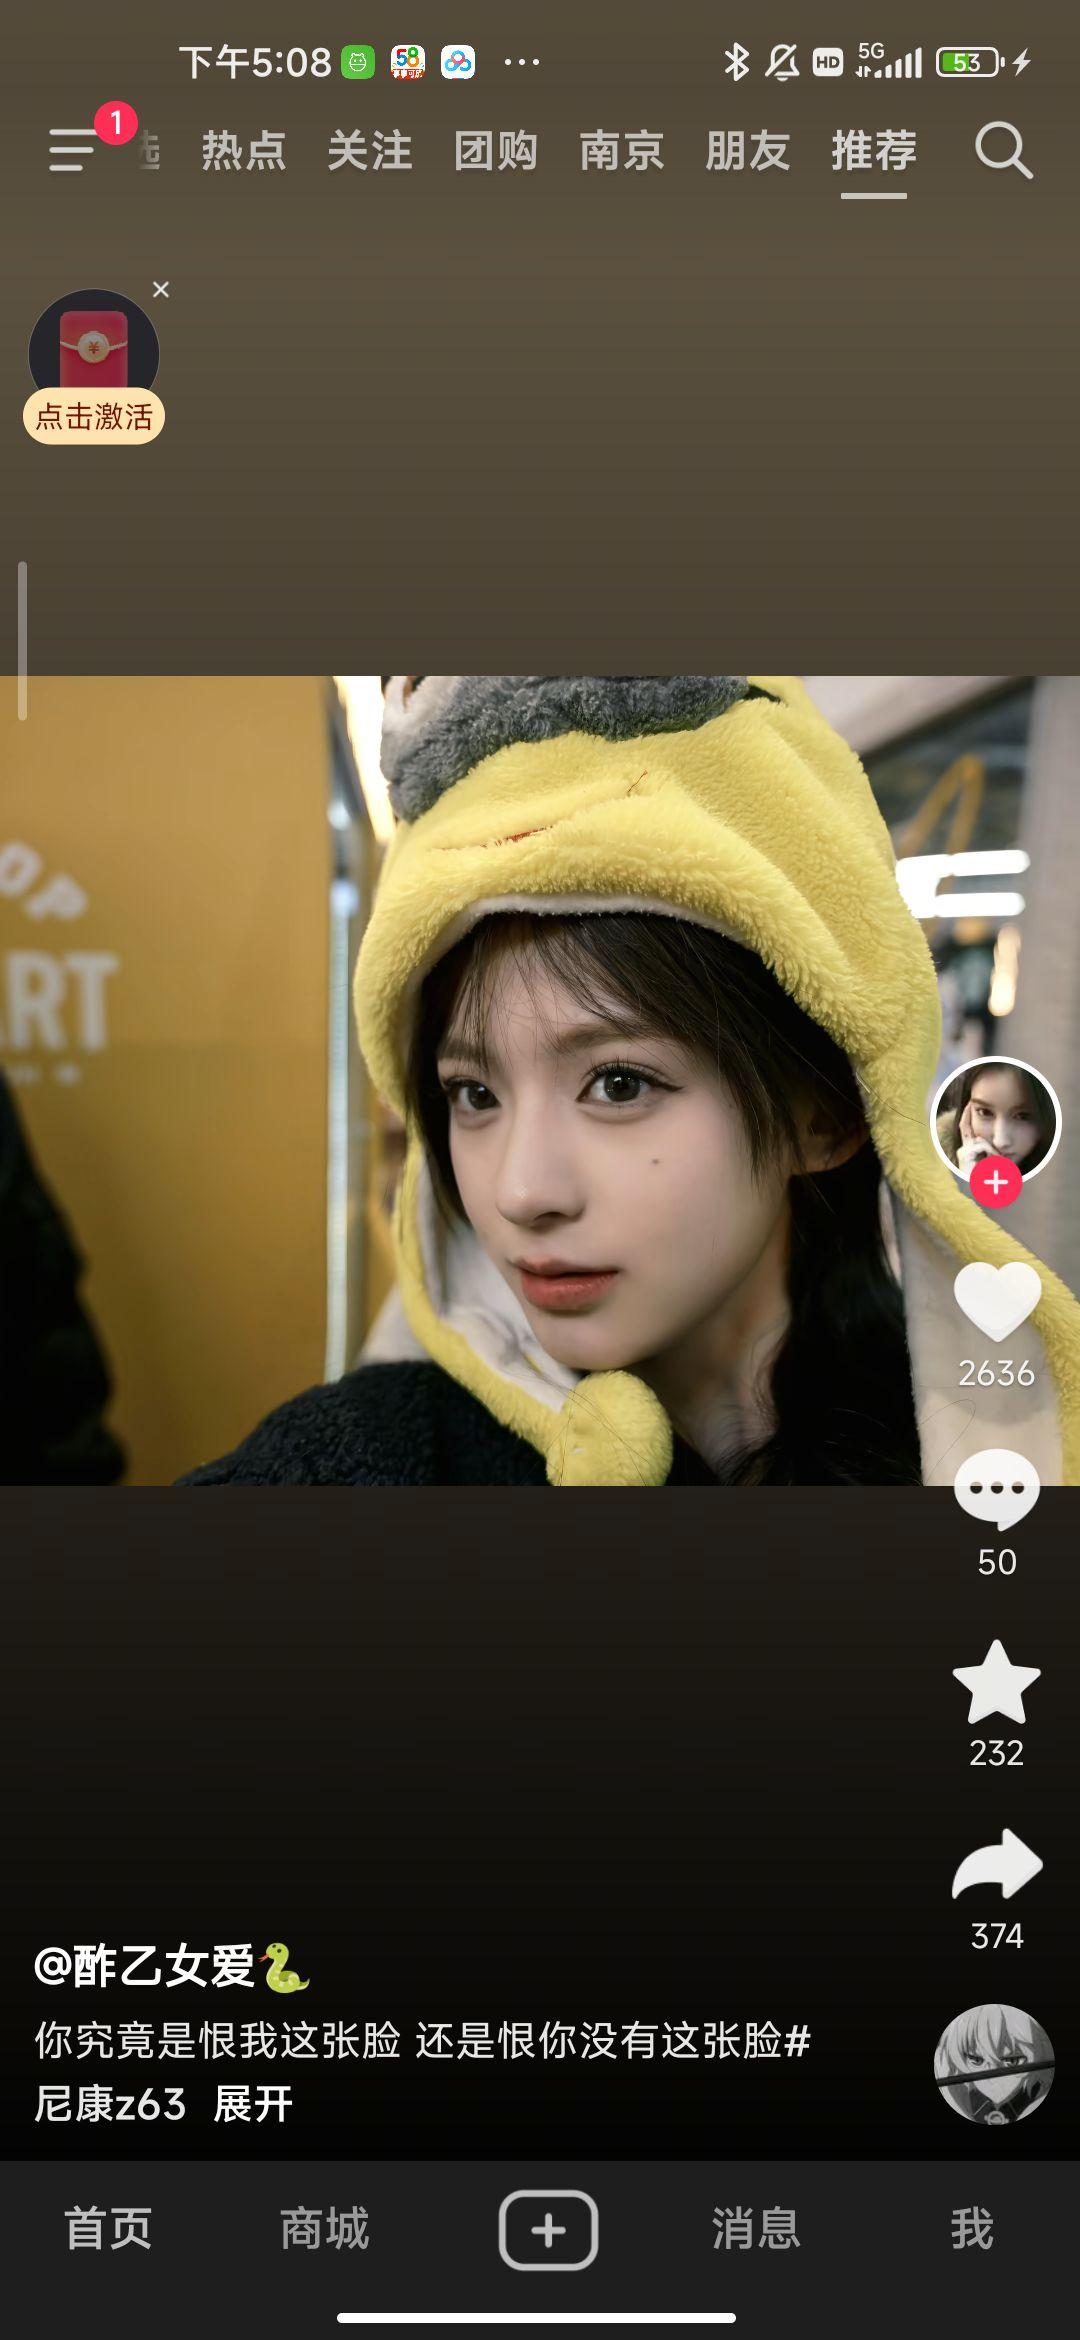 下午5:08
58
HD
5G
53
1
热点 关注 团购 南京 朋友 推荐
点击激活
OP
ART
2636
50
232
374
@酢乙女爱🐍
你究竟是恨我这张脸 还是恨你没有这张脸#
尼康z63 展开
首页 商城 消息 我